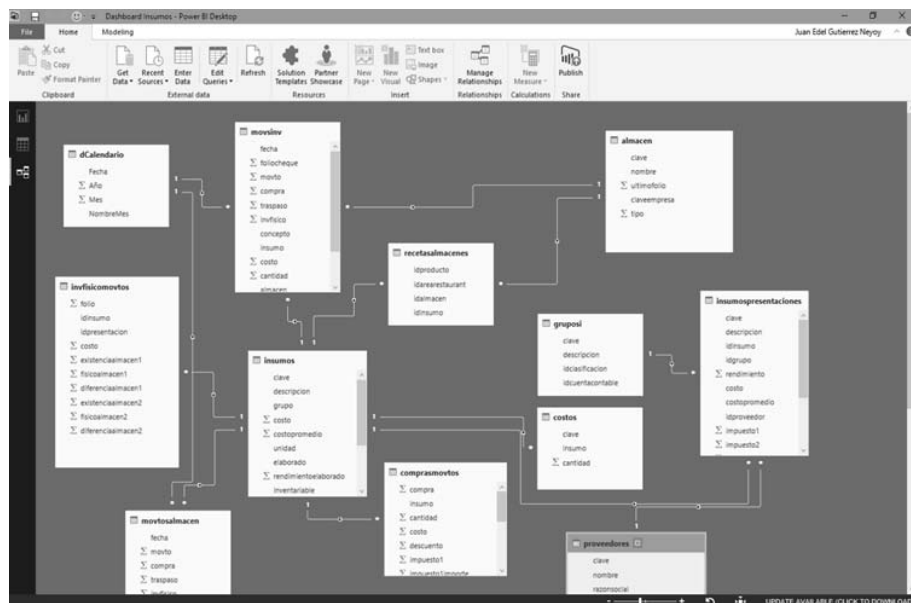 Dashboard Insumos - Power BI Desktop
File Home Modeling Juan Edel Gutierrez Neyoy
Paste
Cut
Copy
Format Painter
Get Data
Recent Sources
Enter Data
Edit Queries
Refresh
Solution Templates
Partner Showcase
New Page
New Visual
Text box
Image
Shapes
Manage Relationships
New Measure
Publish
Clipboard External data Resources Insert Relationships Calculations Share
dCalendario
Fecha
Σ Año
Σ Mes
NombreMes
movsinv
fecha
Σ foliocheque
Σ movto
Σ compra
Σ traspaso
Σ invfisico
concepto
insumo
Σ costo
Σ cantidad
almacen
almacen
clave
nombre
Σ ultimofolio
claveempresa
Σ tipo
recetasalmacenes
idproducto
idarearestaurant
idalmacen
idinsumo
invfisicomovtos
Σ folio
idinsumo
idpresentacion
Σ costo
Σ existenciaalmacen1
Σ fisicoalmacen1
Σ diferenciaalmacen1
Σ existenciaalmacen2
Σ fisicoalmacen2
Σ diferenciaalmacen2
insumos
clave
descripcion
grupo
Σ costo
Σ costopromedio
unidad
elaborado
Σ rendimientoelaborado
inventariable
gruposi
clave
descripcion
idclasificacion
idcuentacontable
insumospresentaciones
clave
descripcion
idinsumo
idgrupo
Σ rendimiento
costo
costopromedio
idproveedor
Σ impuesto1
Σ impuesto2
costos
clave
insumo
Σ cantidad
comprasmovtos
Σ compra
insumo
Σ cantidad
Σ costo
Σ descuento
Σ impuesto1
Σ impuesto1importe
movtosalmacen
fecha
Σ movto
Σ compra
Σ traspaso
Σ invfisico
proveedores
clave
nombre
razonsocial
UPDATE AVAILABLE (CLICK TO DOWNLOAD